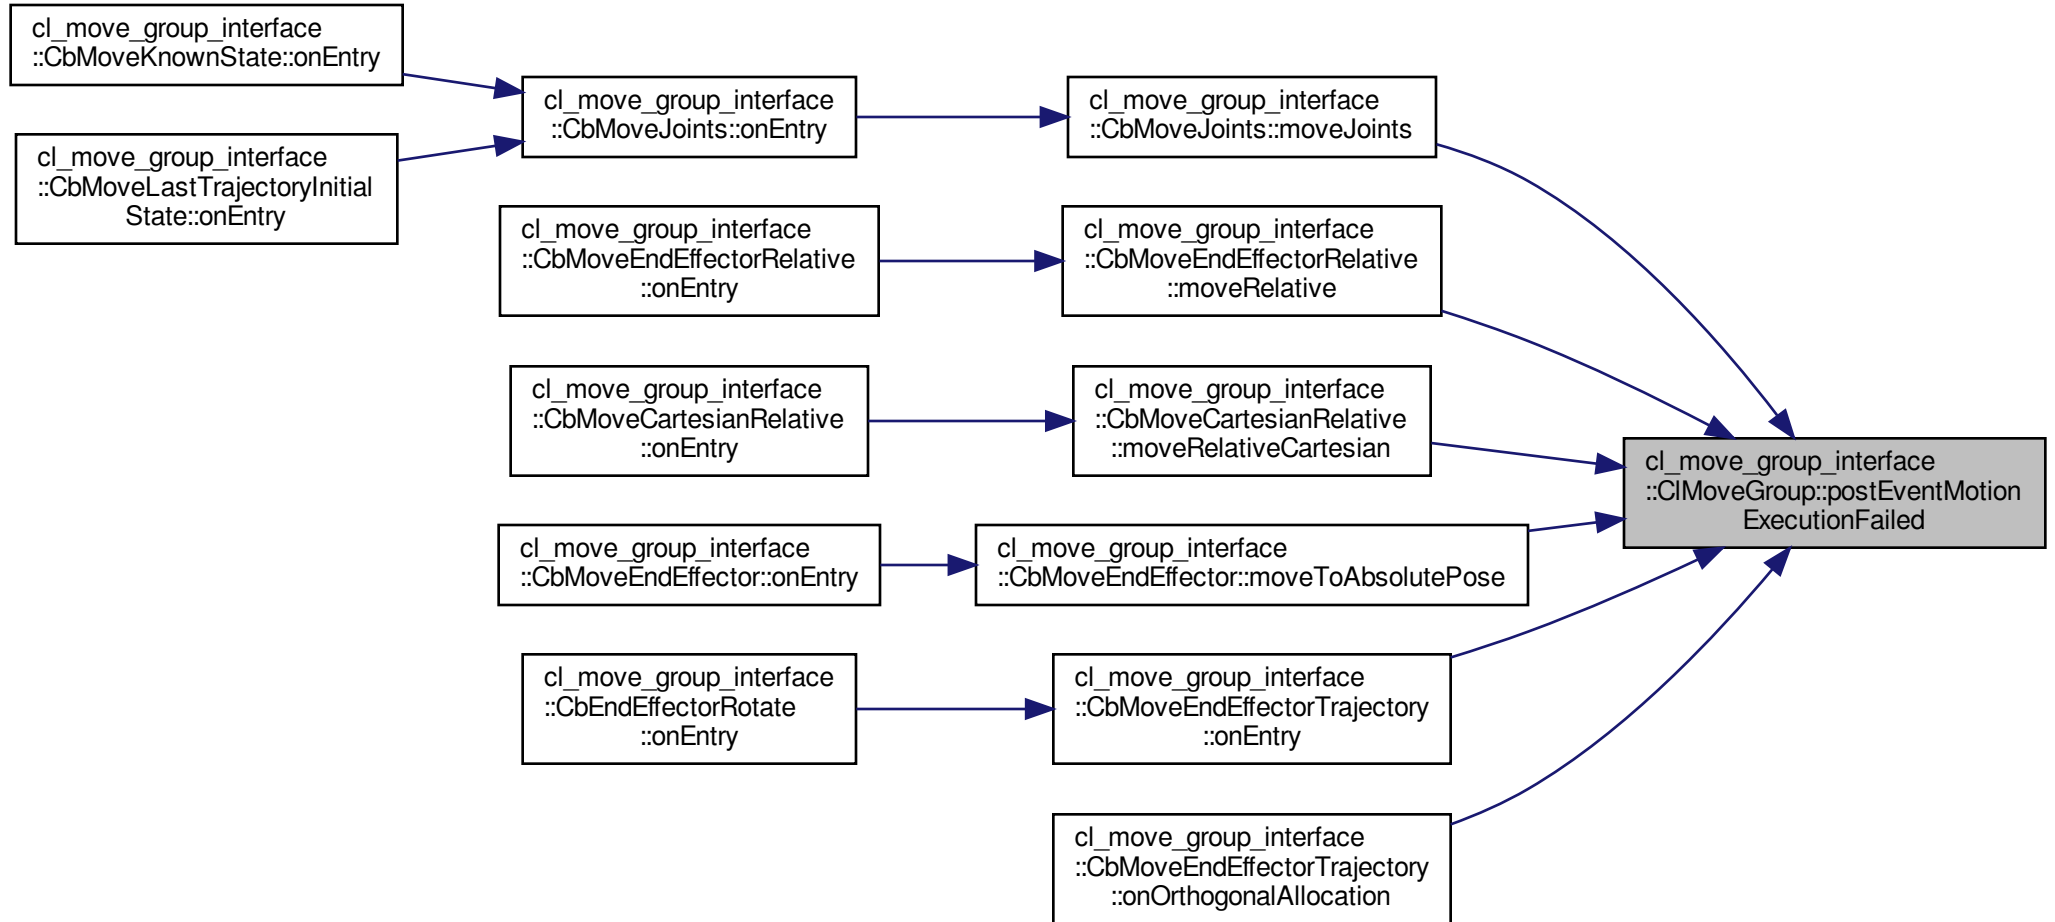 cl_move_group_interface
::CbMoveKnownState::onEntry
cl_move_group_interface
::CbMoveLastTrajectoryInitial
State::onEntry
cl_move_group_interface
::CbMoveJoints::onEntry
cl_move_group_interface
::CbMoveJoints::moveJoints
cl_move_group_interface
::CbMoveEndEffectorRelative
::onEntry
cl_move_group_interface
::CbMoveEndEffectorRelative
::moveRelative
cl_move_group_interface
::CbMoveCartesianRelative
::onEntry
cl_move_group_interface
::CbMoveCartesianRelative
::moveRelativeCartesian
cl_move_group_interface
::ClMoveGroup::postEventMotion
ExecutionFailed
cl_move_group_interface
::CbMoveEndEffector::onEntry
cl_move_group_interface
::CbMoveEndEffector::moveToAbsolutePose
cl_move_group_interface
::CbEndEffectorRotate
::onEntry
cl_move_group_interface
::CbMoveEndEffectorTrajectory
::onEntry
cl_move_group_interface
::CbMoveEndEffectorTrajectory
::onOrthogonalAllocation